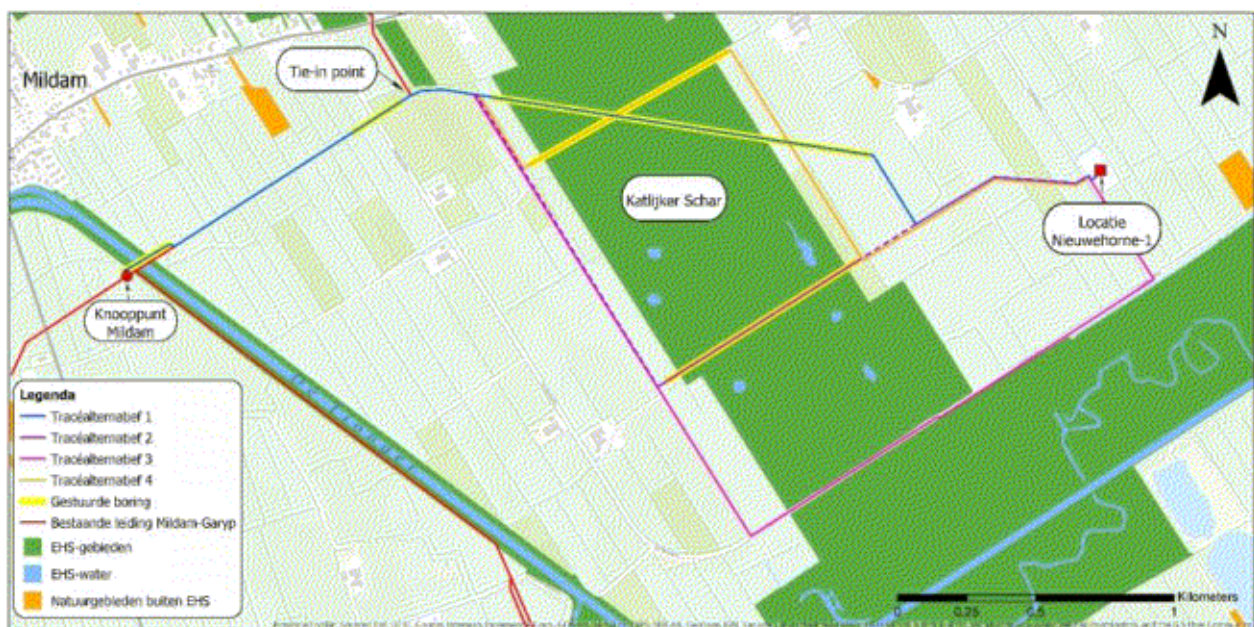 N
Mildam
Tie-in point
Katlijker Schar
Locatie
Nieuwehorne-1
Knooppunt
Mildam
Legenda
Tracéalternatief 1
Tracéalternatief 2
Tracéalternatief 3
Tracéalternatief 4
Gestuurde boring
Bestaande leiding Mildam-Garyp
EHS-gebieden
EHS-water
Natuurgebieden buiten EHS
Kilometers
0 0.25 0.5 1